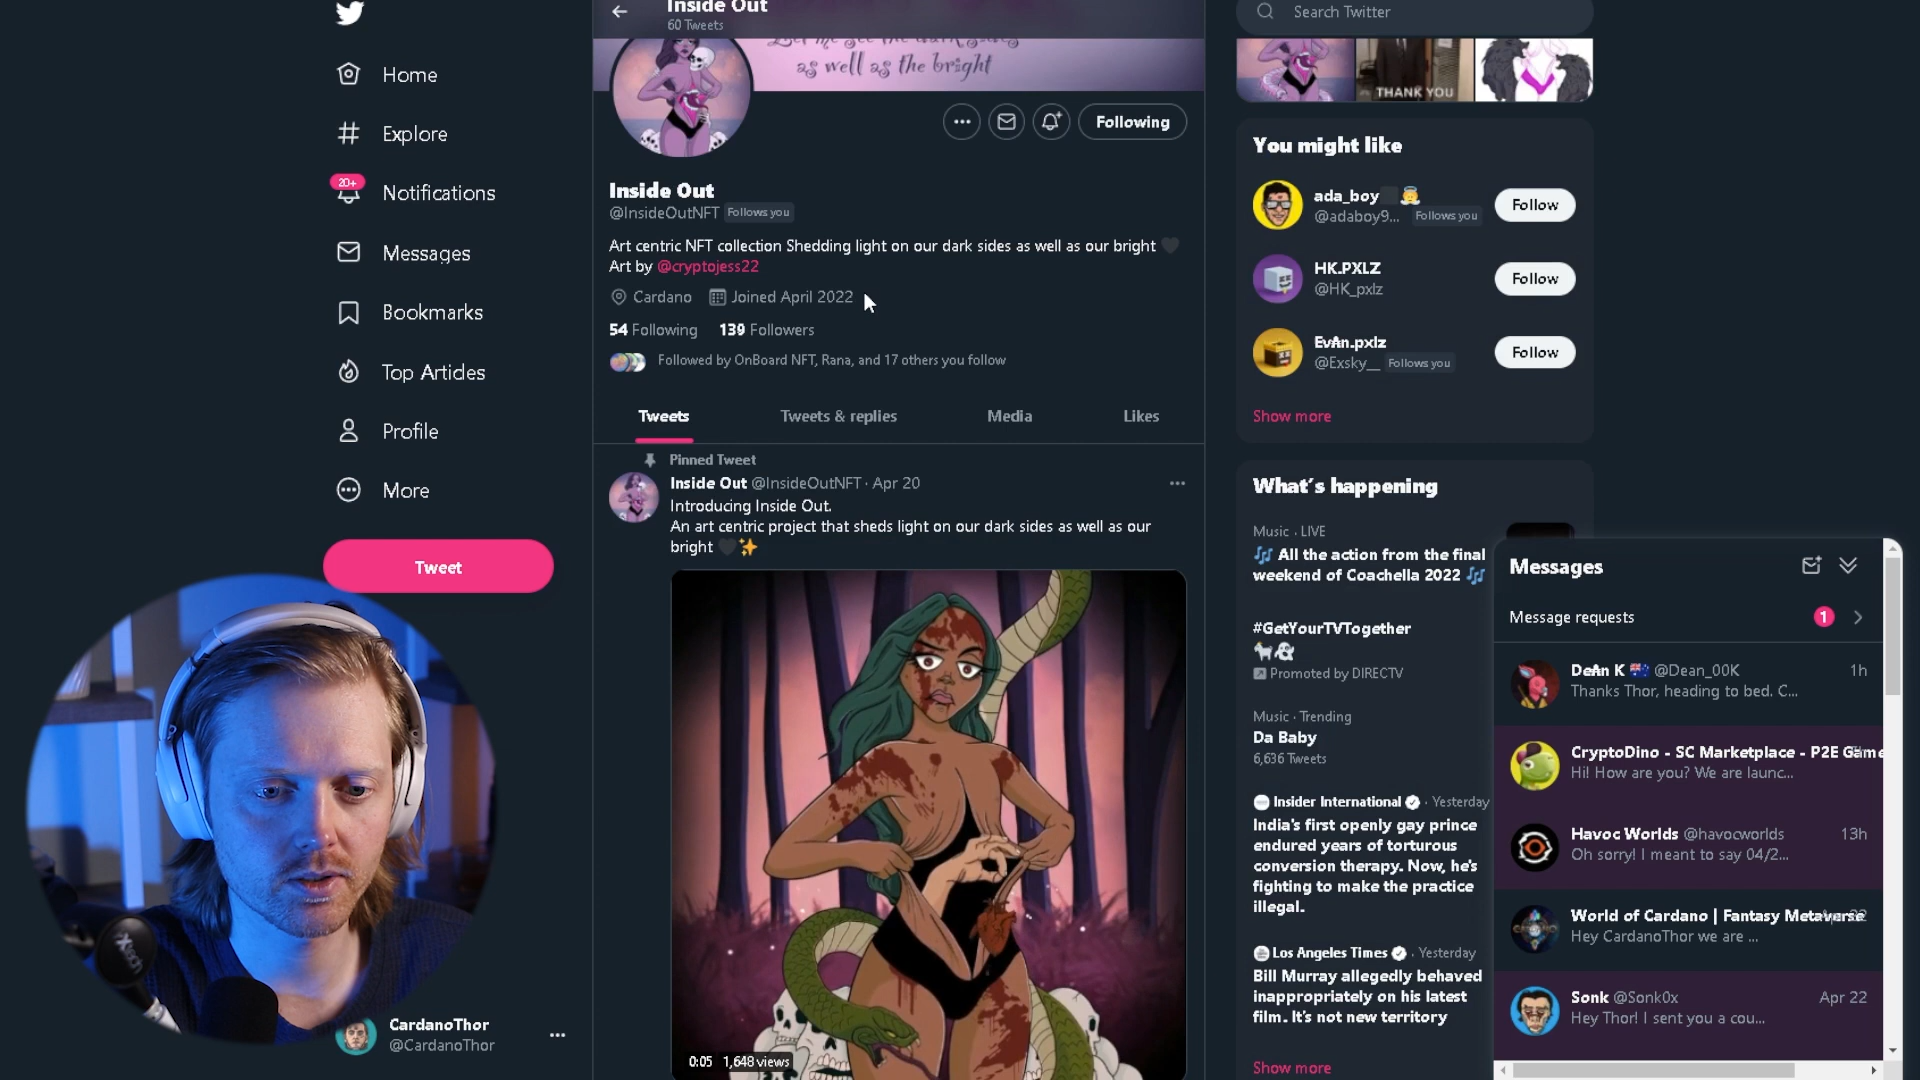 Home
Explore
20+
Notifications
Messages
Bookmarks
Top Articles
Profile
More
Tweet
CardanoThor
@CardanoThor
Inside Out
60 Tweets
Let me see the dark sides
as well as the bright
Following
Inside Out
@InsideOutNFT Follows you
Art centric NFT collection Shedding light on our dark sides as well as our bright 🖤
Art by @cryptojess22
Cardano Joined April 2022
54 Following 139 Followers
Followed by OnBoard NFT, Rana, and 17 others you follow
Tweets Tweets & replies Media Likes
Pinned Tweet
Inside Out @InsideOutNFT · Apr 20
Introducing Inside Out.
An art centric project that sheds light on our dark sides as well as our
bright 🖤✨
0:05 1,648 views
Search Twitter
THANK YOU
You might like
ada_boy
@adaboy9... Follows you
Follow
HK.PXLZ
@HK_pxlz
Follow
EvAn.pxlz
@Exsky__ Follows you
Follow
Show more
What's happening
Music · LIVE
🎶 All the action from the final
weekend of Coachella 2022 🎶
#GetYourTVTogether
🐐👻
Promoted by DIRECTV
Music · Trending
Da Baby
6,636 Tweets
Insider International · Yesterday
India's first openly gay prince
endured years of torturous
conversion therapy. Now, he's
fighting to make the practice
illegal.
Los Angeles Times · Yesterday
Bill Murray allegedly behaved
inappropriately on his latest
film. It's not new territory
Show more
Messages
Message requests 1
DeAn K 🇦🇺 @Dean_00K 1h
Thanks Thor, heading to bed. C...
CryptoDino - SC Marketplace - P2E Game
Hi! How are you? We are launc...
Havoc Worlds @havocworlds 13h
Oh sorry! I meant to say 04/2...
World of Cardano | Fantasy Metaverse
Hey CardanoThor we are ...
Sonk @Sonk0x Apr 22
Hey Thor! I sent you a cou...